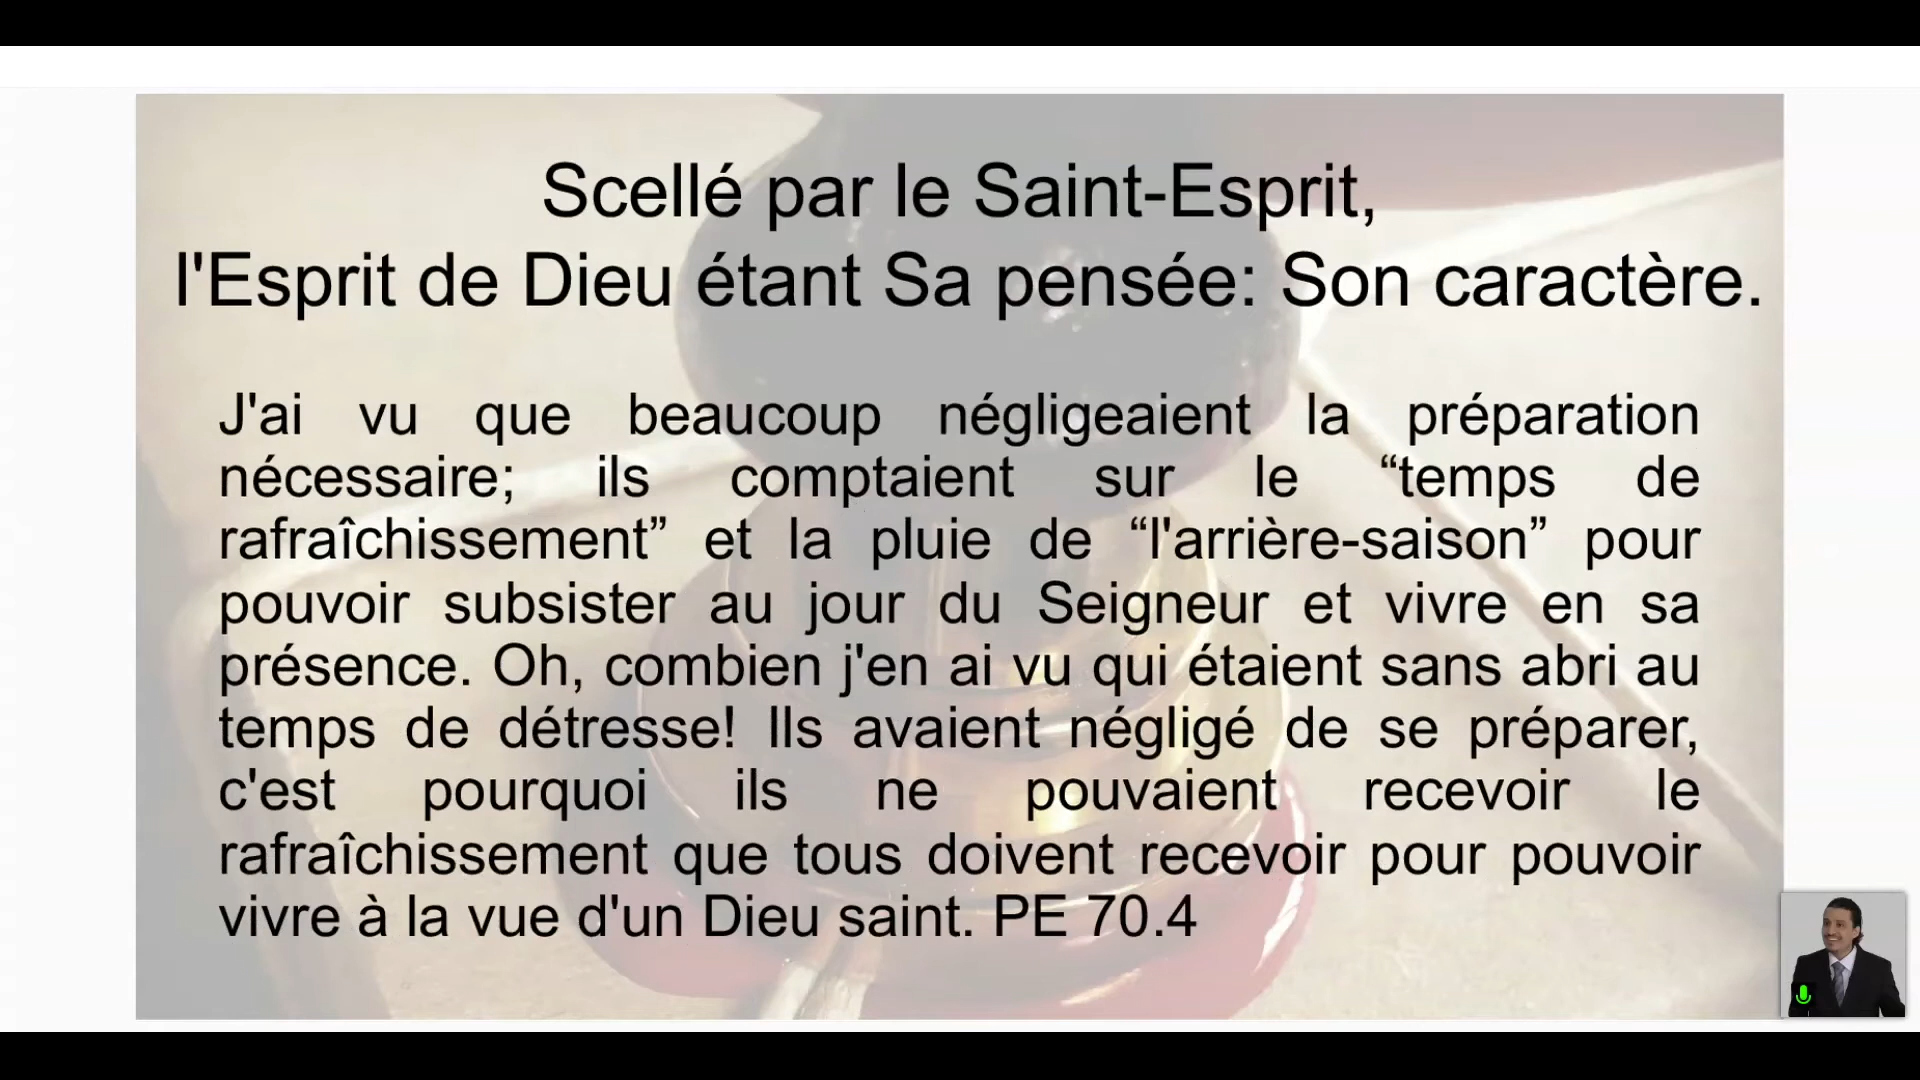 Scellé par le Saint-Esprit,
l'Esprit de Dieu étant Sa pensée: Son caractère.
J'ai vu que beaucoup négligeaient la préparation
nécessaire; ils comptaient sur le “temps de
rafraîchissement” et la pluie de “l'arrière-saison” pour
pouvoir subsister au jour du Seigneur et vivre en sa
présence. Oh, combien j'en ai vu qui étaient sans abri au
temps de détresse! Ils avaient négligé de se préparer,
c'est pourquoi ils ne pouvaient recevoir le
rafraîchissement que tous doivent recevoir pour pouvoir
vivre à la vue d'un Dieu saint. PE 70.4